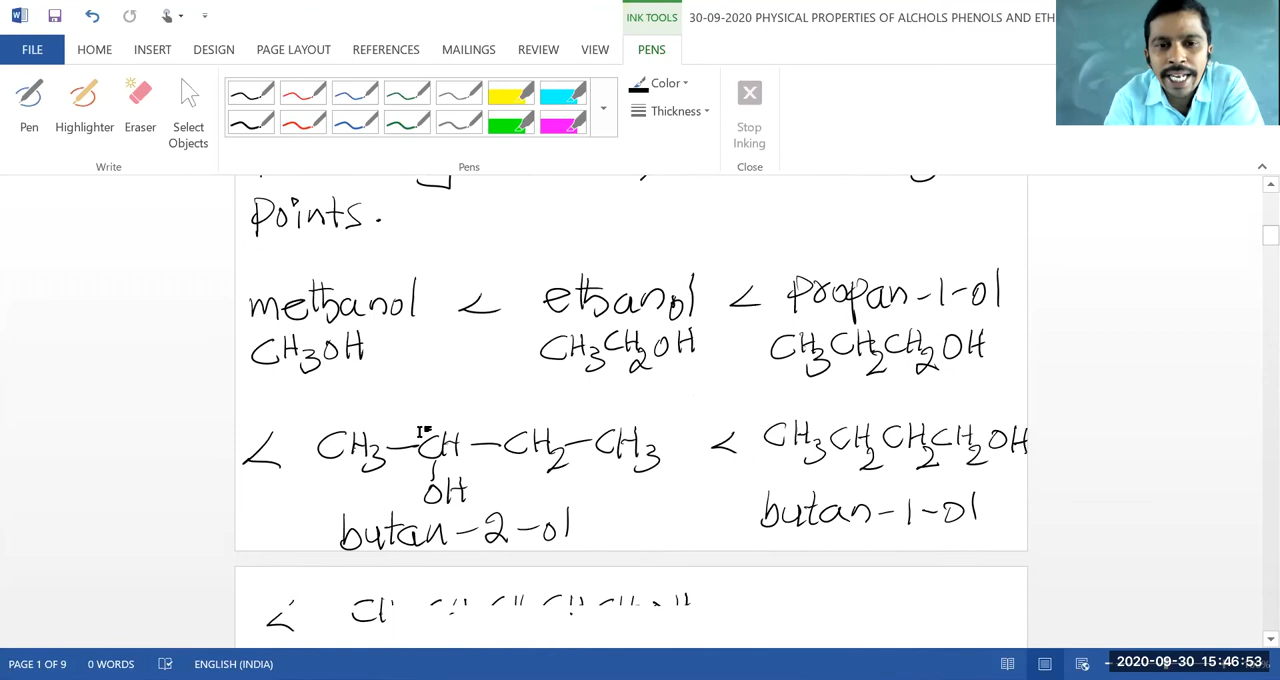 INK TOOLS
30-09-2020 PHYSICAL PROPERTIES OF ALCHOLS PHENOLS AND ETH
FILE HOME INSERT DESIGN PAGE LAYOUT REFERENCES MAILINGS REVIEW VIEW PENS
Color
Thickness
Pen Highlighter Eraser Select Objects
Stop Inking
Write Pens Close
points.
methanol < ethanol < propan-1-ol
CH3OH CH3CH2OH CH3CH2CH2OH
< CH3-CH-CH2-CH3 < CH3CH2CH2CH2OH
OH
butan-2-ol butan-1-ol
<
PAGE 1 OF 9 0 WORDS ENGLISH (INDIA)
2020-09-30 15:46:53